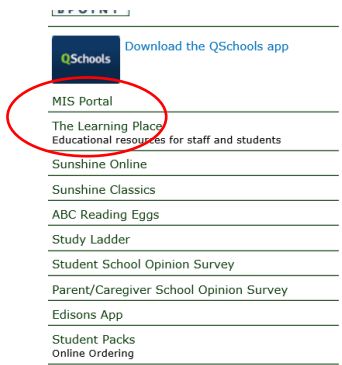 BPOINT
QSchools
Download the QSchools app
MIS Portal
The Learning Place
Educational resources for staff and students
Sunshine Online
Sunshine Classics
ABC Reading Eggs
Study Ladder
Student School Opinion Survey
Parent/Caregiver School Opinion Survey
Edisons App
Student Packs
Online Ordering